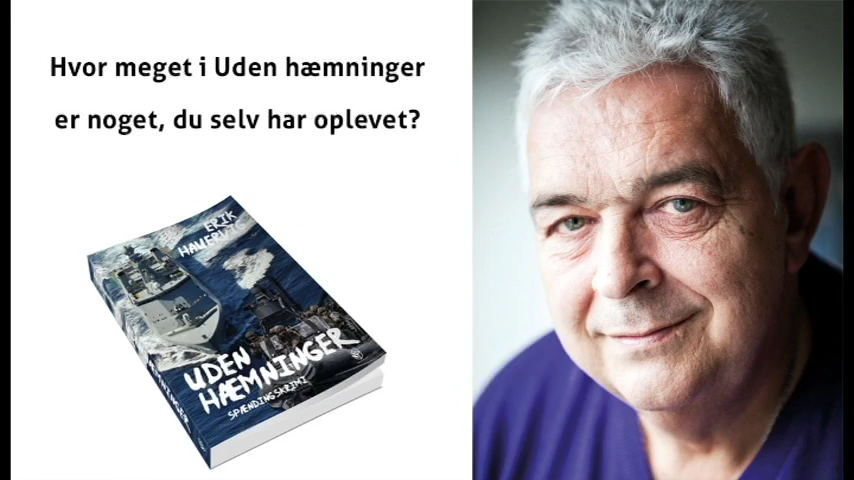 Hvor meget i Uden hæmninger
er noget, du selv har oplevet?
ERIK
UDEN
HÆMNINGER
SPÆNDINGSKRIMI